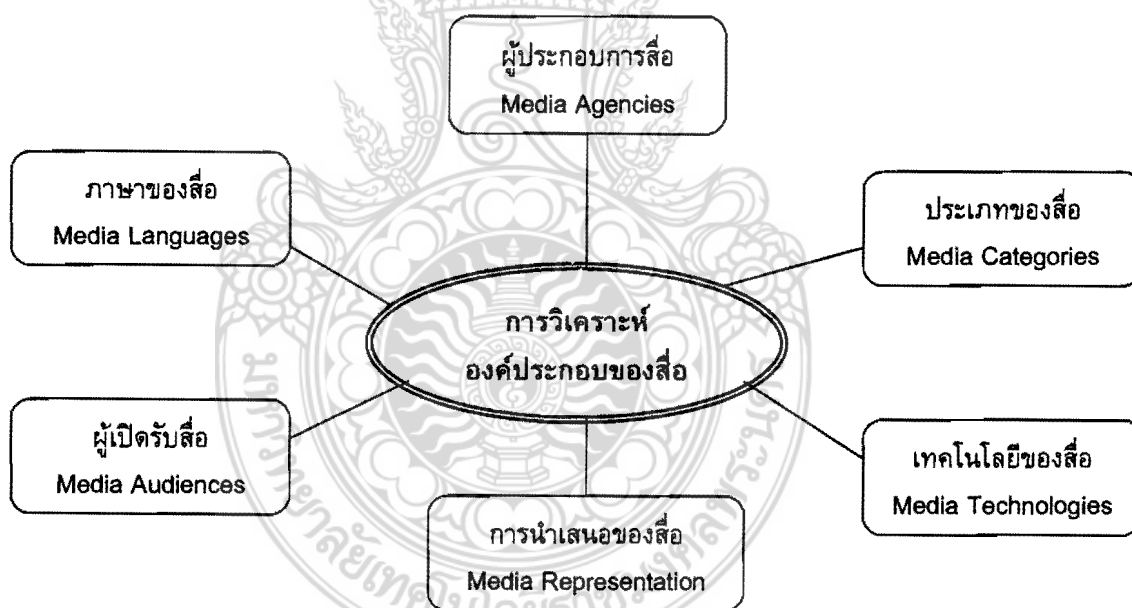 ผู้ประกอบการสื่อ
Media Agencies
ภาษาของสื่อ
Media Languages
ประเภทของสื่อ
Media Categories
การวิเคราะห์
องค์ประกอบของสื่อ
ผู้เปิดรับสื่อ
Media Audiences
เทคโนโลยีของสื่อ
Media Technologies
การนำเสนอของสื่อ
Media Representation